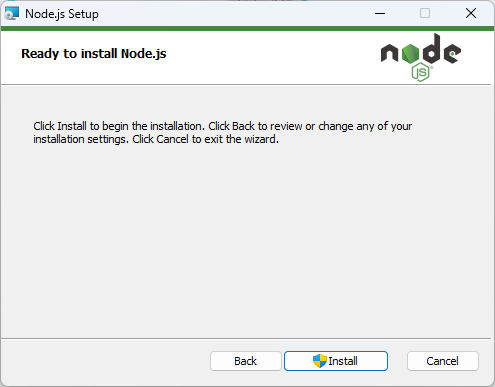 Node.js Setup
Ready to install Node.js
node
JS
Click Install to begin the installation. Click Back to review or change any of your
installation settings. Click Cancel to exit the wizard.
Back
Install
Cancel